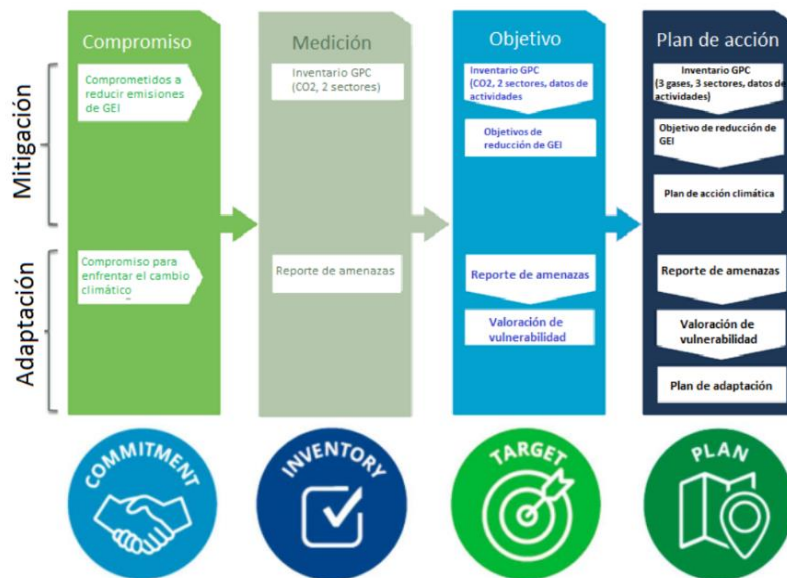 Compromiso
Medición
Objetivo
Plan de acción
Mitigación
Comprometidos a
reducir emisiones
de GEI
Inventario GPC
(CO2, 2 sectores)
Inventario GPC
(CO2, 2 sectores, datos de
actividades
Objetivos de
reducción de GEI
Inventario GPC
(3 gases, 3 sectores, datos de
actividades)
Objetivo de reducción de
GEI
Plan de acción climática
Adaptación
Compromiso para
enfrentar el cambio
climático
Reporte de amenazas
Reporte de amenazas
Valoración de
vulnerabilidad
Reporte de amenazas
Valoración de
vulnerabilidad
Plan de adaptación
COMMITMENT
INVENTORY
TARGET
PLAN